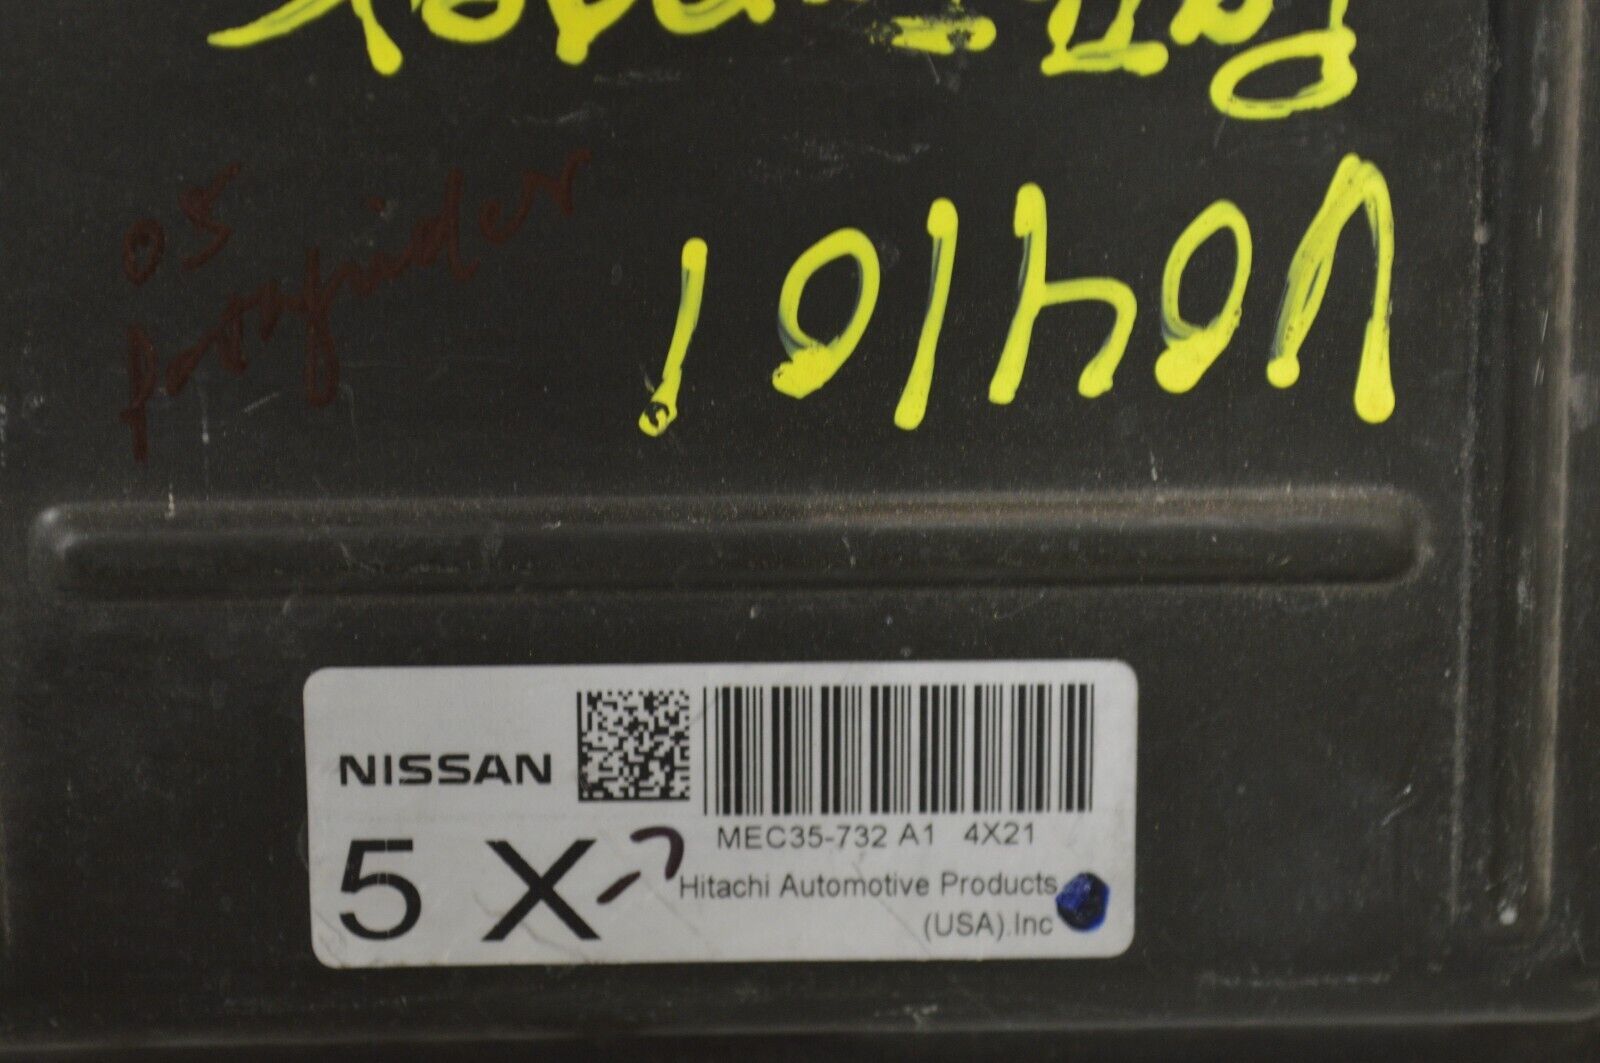 V04101
05
pathfinder
NISSAN
MEC35-732 A1 4X21
5 X
Hitachi Automotive Products
(USA).Inc